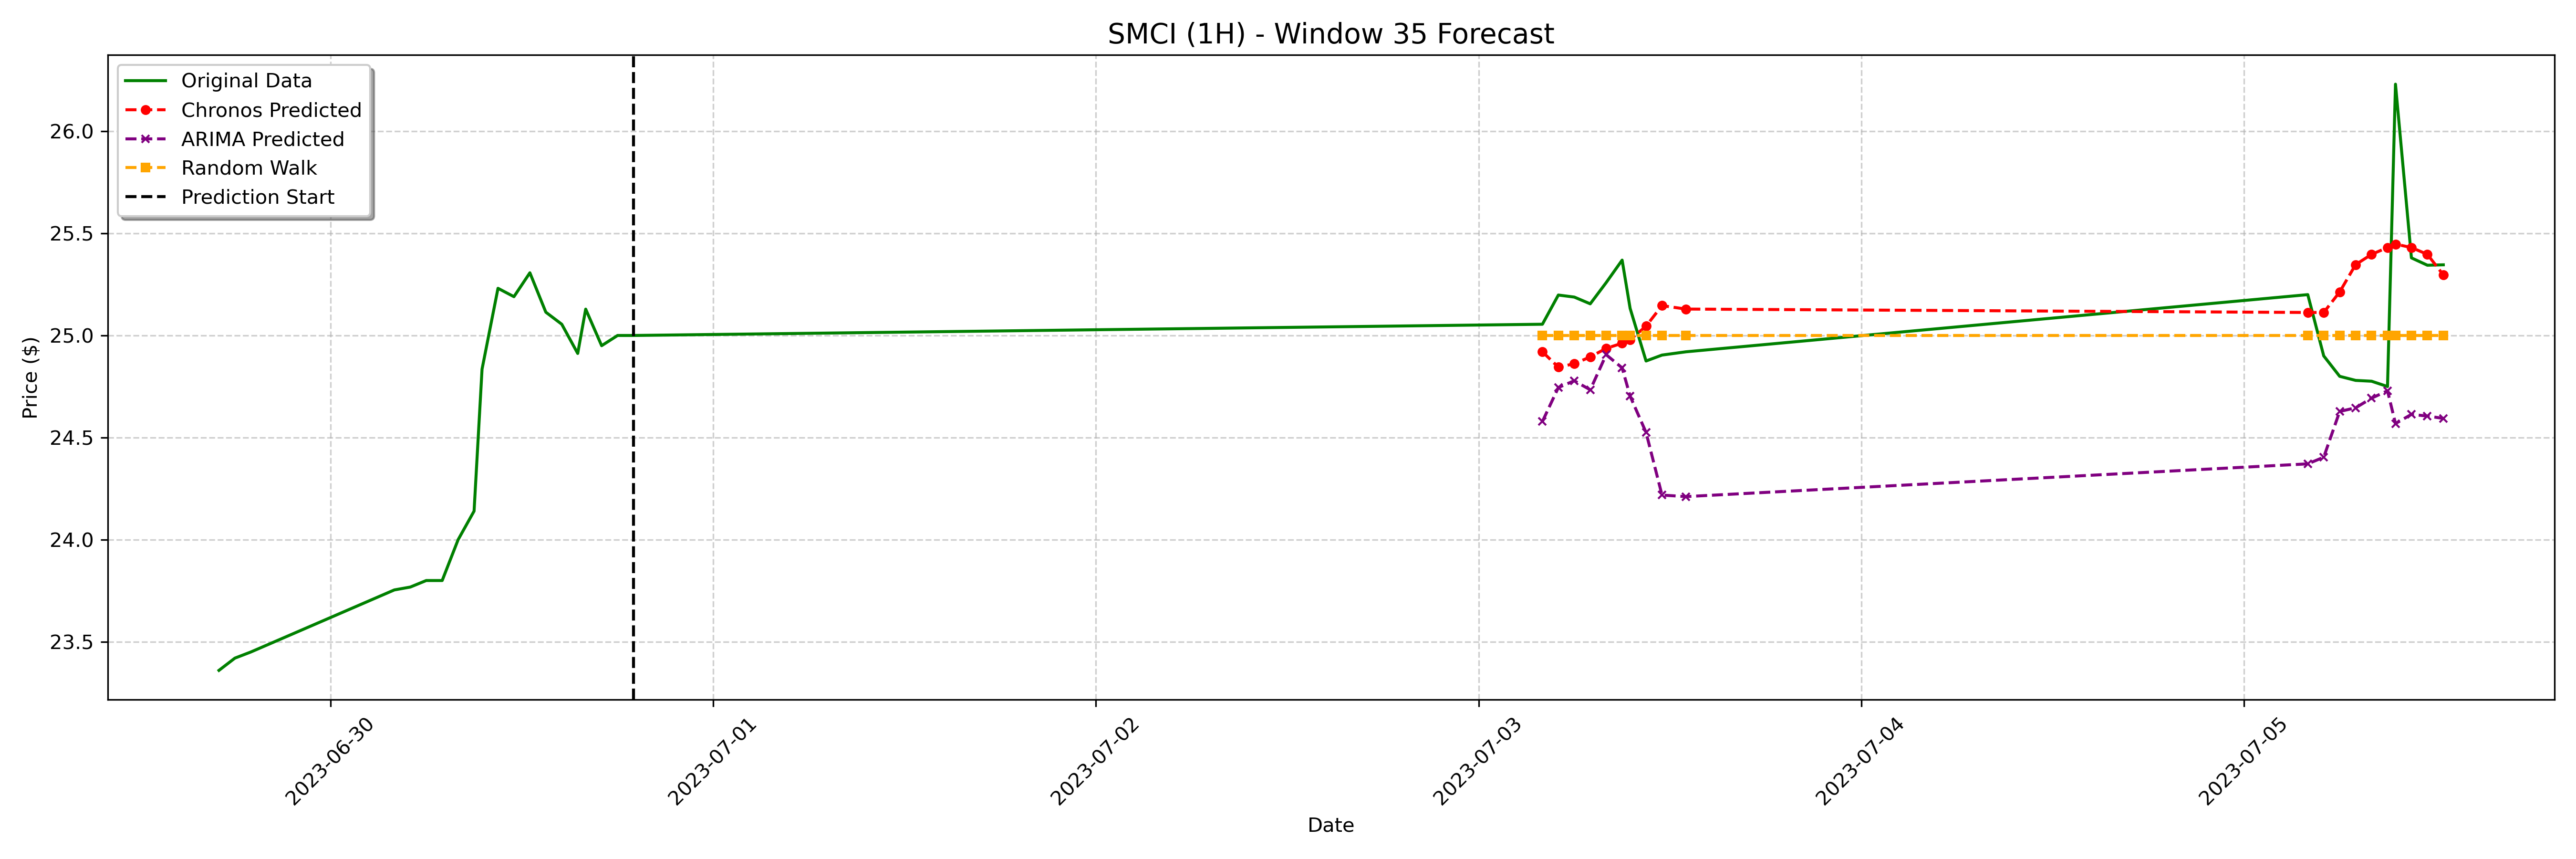 SMCI (1H) - Window 35 Forecast
Original Data
Chronos Predicted
ARIMA Predicted
Random Walk
Prediction Start
Price ($)
26.0
25.5
25.0
24.5
24.0
23.5
2023-06-30
2023-07-01
2023-07-02
2023-07-03
2023-07-04
2023-07-05
Date